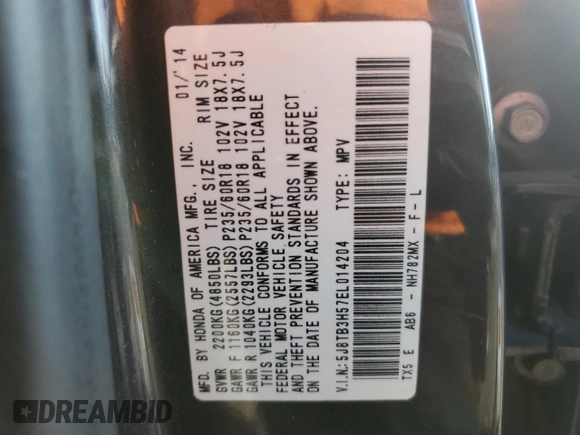 MFD. BY HONDA OF AMERICA MFG., INC. 01/'14
GVWR 2200KG(4850LBS) TIRE SIZE RIM SIZE
GAWR F 1160KG(2557LBS)P235/60R18 102V 18X7.5J
GAWR R 1040KG(2293LBS)P235/60R18 102V 18X7.5J
THIS VEHICLE CONFORMS TO ALL APPLICABLE
FEDERAL MOTOR VEHICLE SAFETY
AND THEFT PREVENTION STANDARDS IN EFFECT
ON THE DATE OF MANUFACTURE SHOWN ABOVE.
V.I.N.:5J8TB3H57EL014204 TYPE: MPV
TX5 E AB6 - NH782MX - F - L
DREAMBID